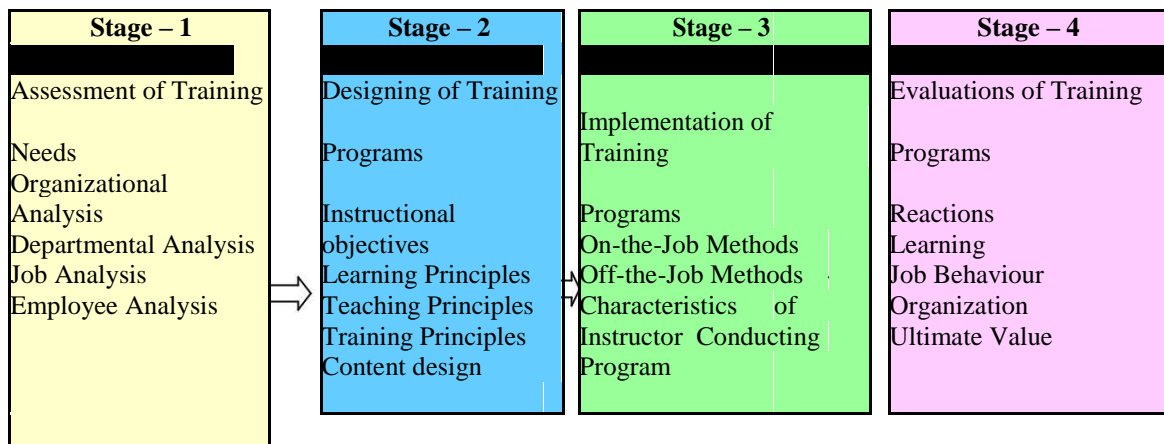 Stage – 1
Assessment of Training
Needs
Organizational
Analysis
Departmental Analysis
Job Analysis
Employee Analysis
Stage – 2
Designing of Training
Programs
Instructional
objectives
Learning Principles
Teaching Principles
Training Principles
Content design
Stage – 3
Implementation of
Training
Programs
On-the-Job Methods
Off-the-Job Methods
Characteristics of
Instructor Conducting
Program
Stage – 4
Evaluations of Training
Programs
Reactions
Learning
Job Behaviour
Organization
Ultimate Value